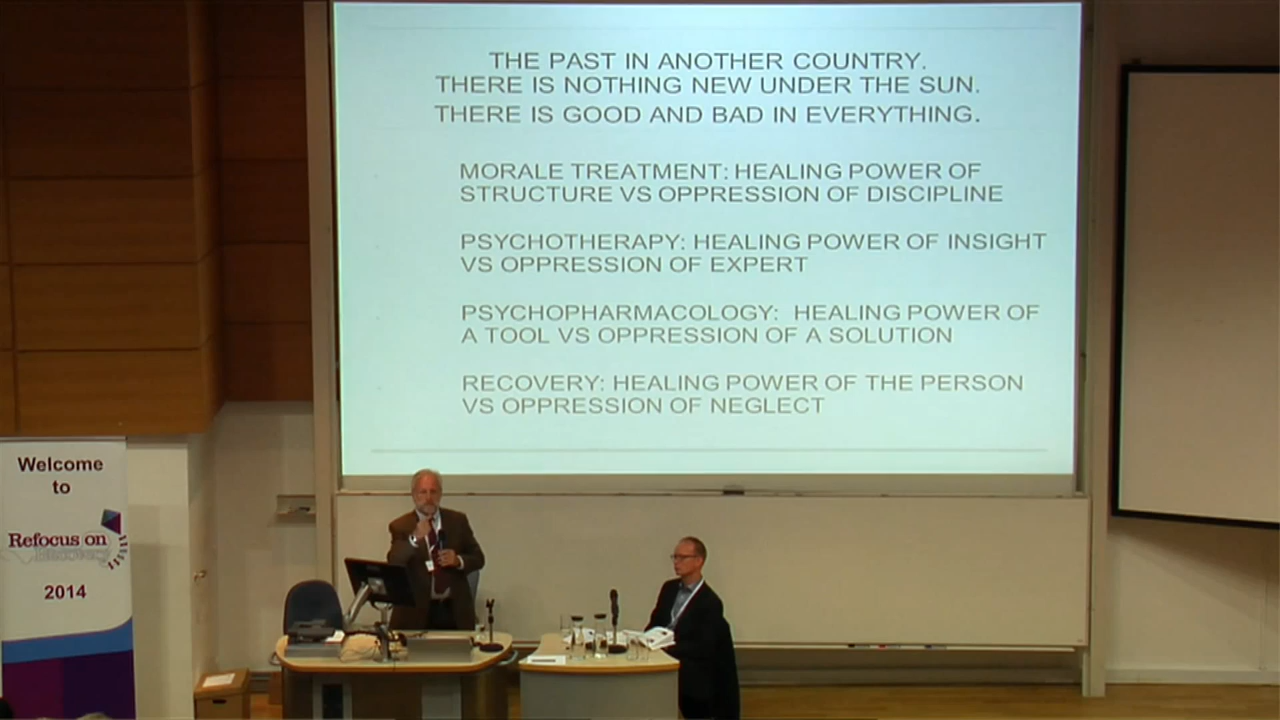 THE PAST IN ANOTHER COUNTRY.
THERE IS NOTHING NEW UNDER THE SUN.
THERE IS GOOD AND BAD IN EVERYTHING.
MORALE TREATMENT: HEALING POWER OF
STRUCTURE VS OPPRESSION OF DISCIPLINE
PSYCHOTHERAPY: HEALING POWER OF INSIGHT
VS OPPRESSION OF EXPERT
PSYCHOPHARMACOLOGY: HEALING POWER OF
A TOOL VS OPPRESSION OF A SOLUTION
RECOVERY: HEALING POWER OF THE PERSON
VS OPPRESSION OF NEGLECT
Welcome
to
Refocus on
2014